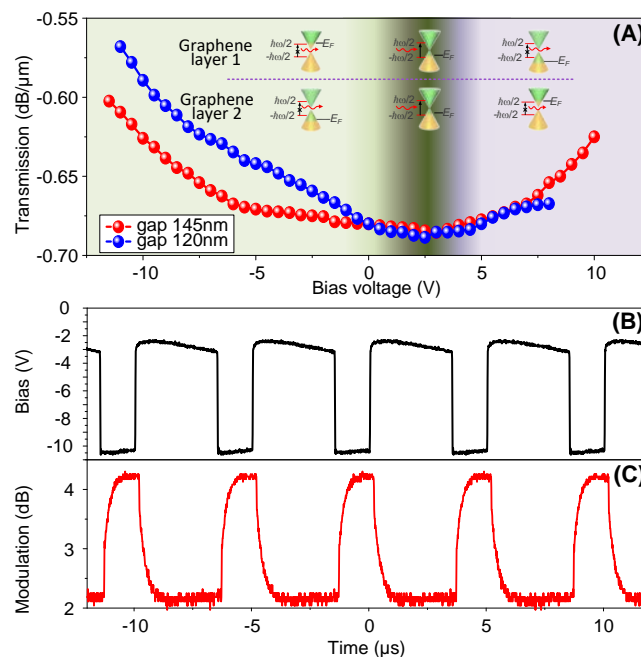 -0.55
-0.60
-0.65
-0.70
Transmission (dB/μm)
(A)
Graphene
layer 1
ħω/2
-ħω/2
E_F
ħω/2
-ħω/2
E_F
ħω/2
-ħω/2
E_F
Graphene
layer 2
ħω/2
-ħω/2
E_F
ħω/2
-ħω/2
E_F
ħω/2
-ħω/2
E_F
gap 145nm
gap 120nm
-10 -5 0 5 10
Bias voltage (V)
0
-2
-4
-6
-8
-10
Bias (V)
(B)
4
3
2
Modulation (dB)
(C)
-10 -5 0 5 10
Time (μs)